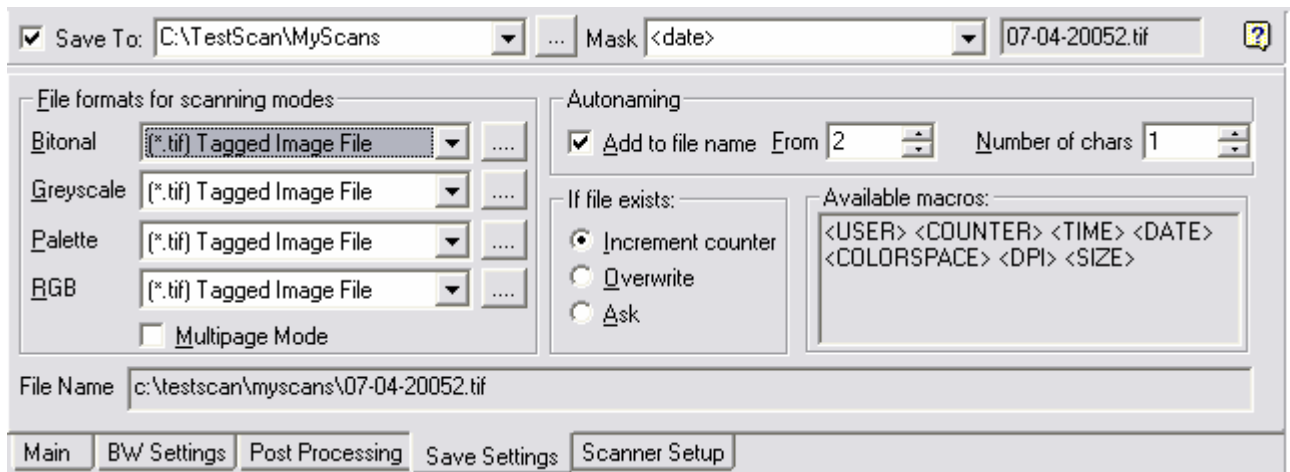 Save To: C:\TestScan\MyScans ... Mask <date> 07-04-20052.tif ?
File formats for scanning modes
Bitonal (*.tif) Tagged Image File ....
Greyscale (*.tif) Tagged Image File ....
Palette (*.tif) Tagged Image File ....
RGB (*.tif) Tagged Image File ....
Multipage Mode
Autonaming
Add to file name From 2 Number of chars 1
If file exists:
Increment counter
Overwrite
Ask
Available macros:
<USER> <COUNTER> <TIME> <DATE>
<COLORSPACE> <DPI> <SIZE>
File Name c:\testscan\myscans\07-04-20052.tif
Main BW Settings Post Processing Save Settings Scanner Setup